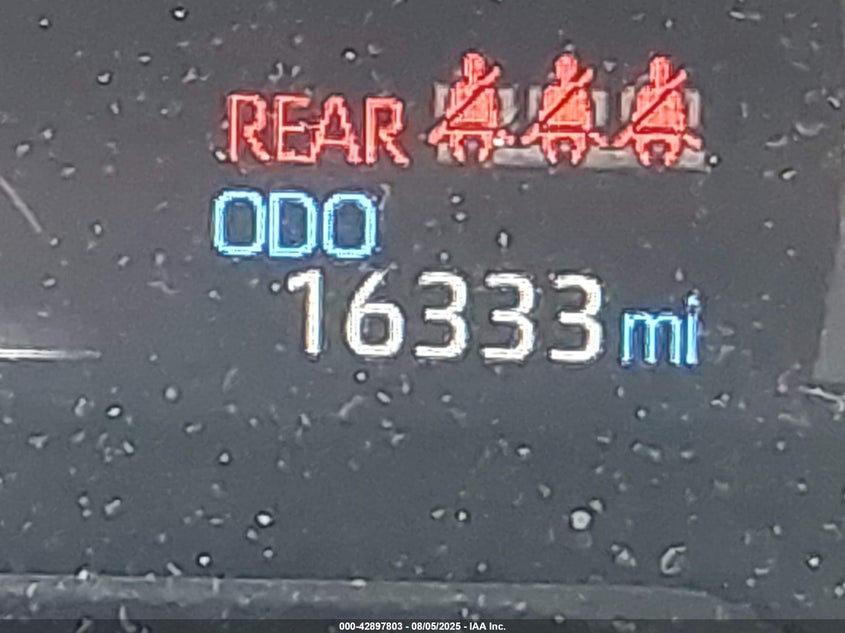 REAR
ODO
16333 mi
000-42897803 - 08/05/2025 - IAA Inc.